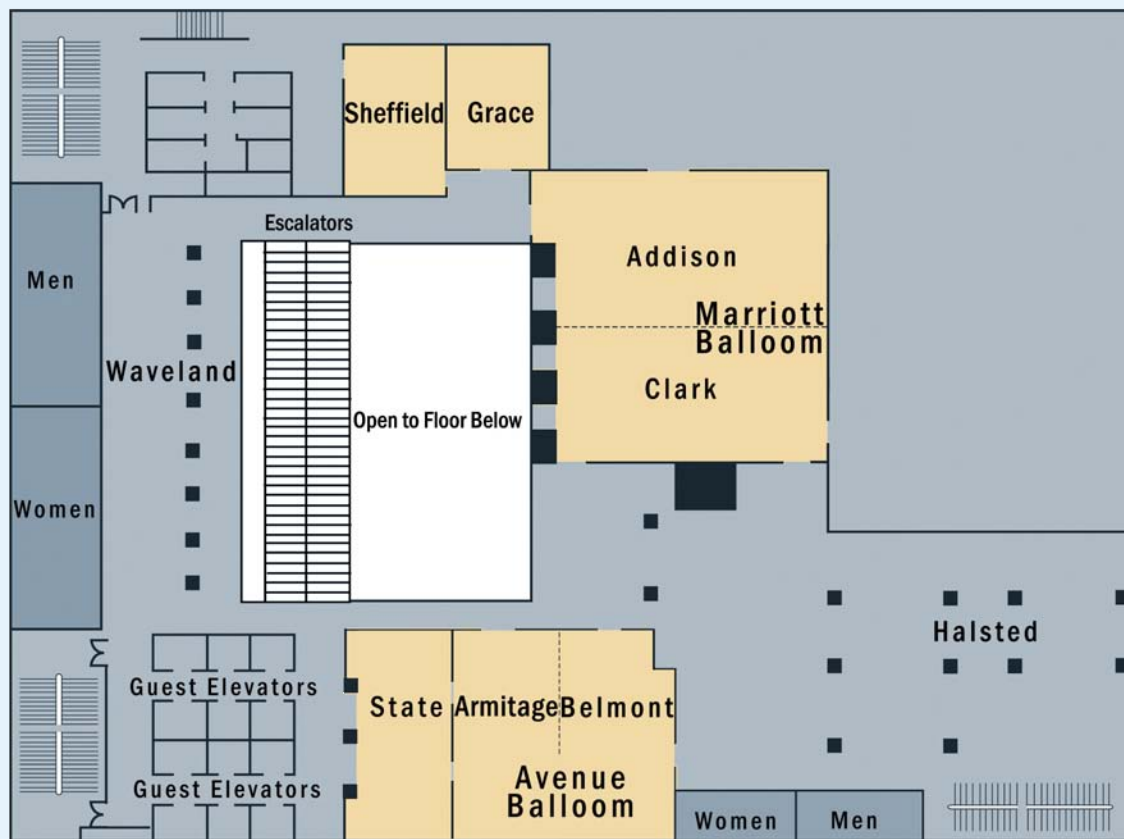 Sheffield
Grace
Escalators
Addison
Men
Marriott
Balloom
Waveland
Clark
Open to Floor Below
Women
Halsted
Guest Elevators
State
Armitage
Belmont
Avenue
Balloom
Guest Elevators
Women
Men